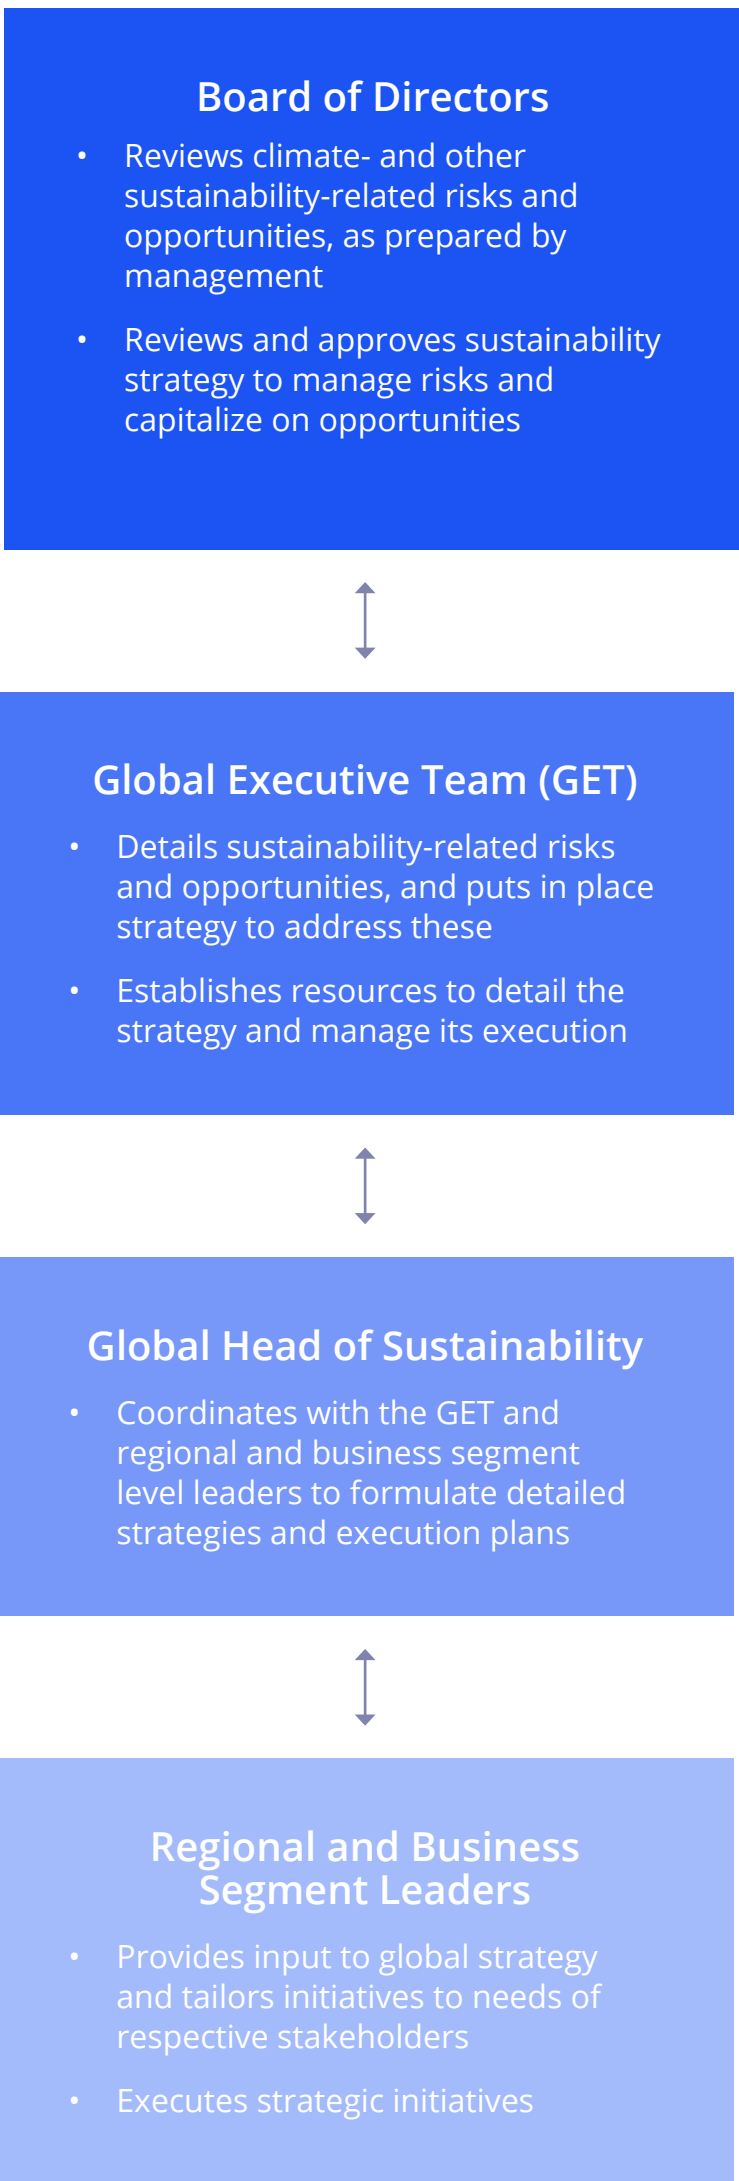 Board of Directors
• Reviews climate- and other
sustainability-related risks and
opportunities, as prepared by
management
• Reviews and approves sustainability
strategy to manage risks and
capitalize on opportunities
Global Executive Team (GET)
• Details sustainability-related risks
and opportunities, and puts in place
strategy to address these
• Establishes resources to detail the
strategy and manage its execution
Global Head of Sustainability
• Coordinates with the GET and
regional and business segment
level leaders to formulate detailed
strategies and execution plans
Regional and Business
Segment Leaders
• Provides input to global strategy
and tailors initiatives to needs of
respective stakeholders
• Executes strategic initiatives